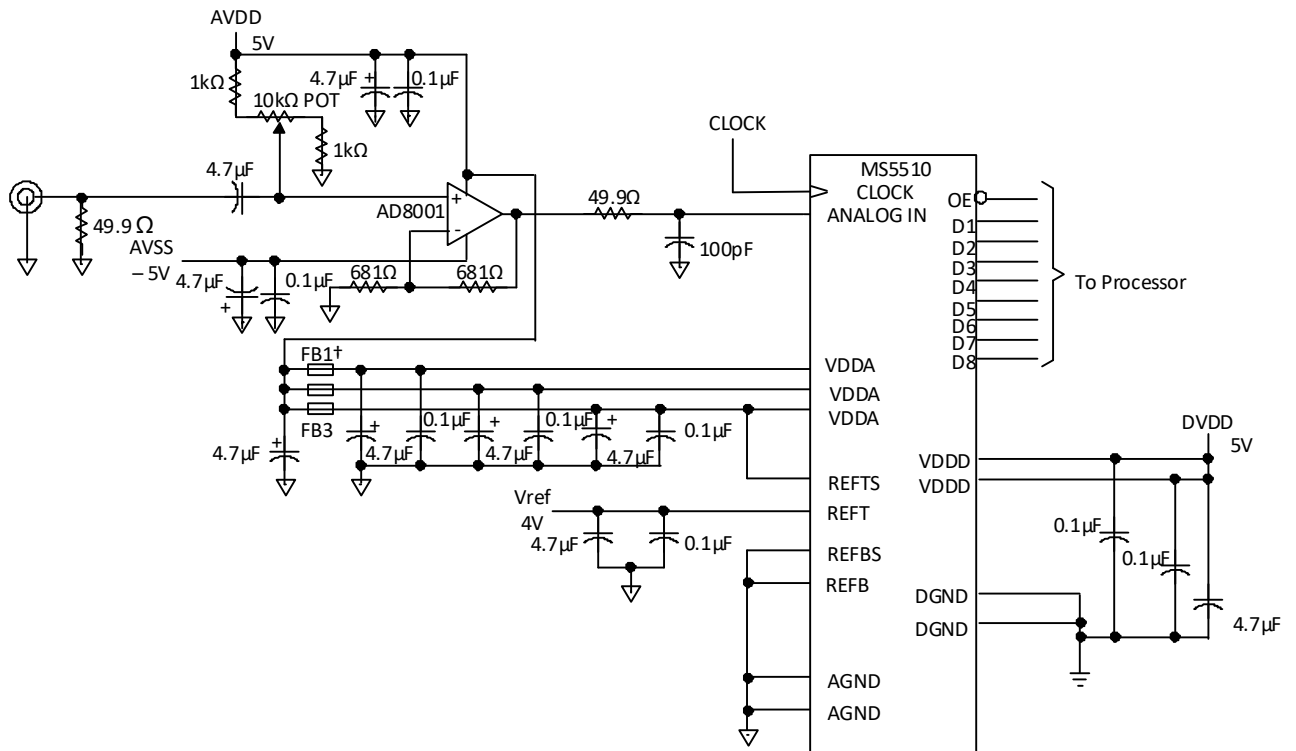 AVDD
5V
1kΩ
10kΩ POT
4.7µF +
0.1µF
1kΩ
4.7µF
CLOCK
MS5510
CLOCK
ANALOG IN
OE
D1
D2
D3
D4
D5
D6
D7
D8
To Processor
+
AD8001
-
49.9Ω
100pF
49.9 Ω
AVSS
−5V
4.7µF
+
0.1µF
681Ω
681Ω
FB1†
FB3
VDDA
VDDA
VDDA
+
4.7µF
+
4.7µF
0.1µF
+
4.7µF
0.1µF
+
4.7µF
0.1µF
REFTS
Vref
4V
REFT
4.7µF
0.1µF
REFBS
REFB
AGND
AGND
DVDD
5V
VDDD
VDDD
0.1µF
0.1µF
4.7µF
DGND
DGND